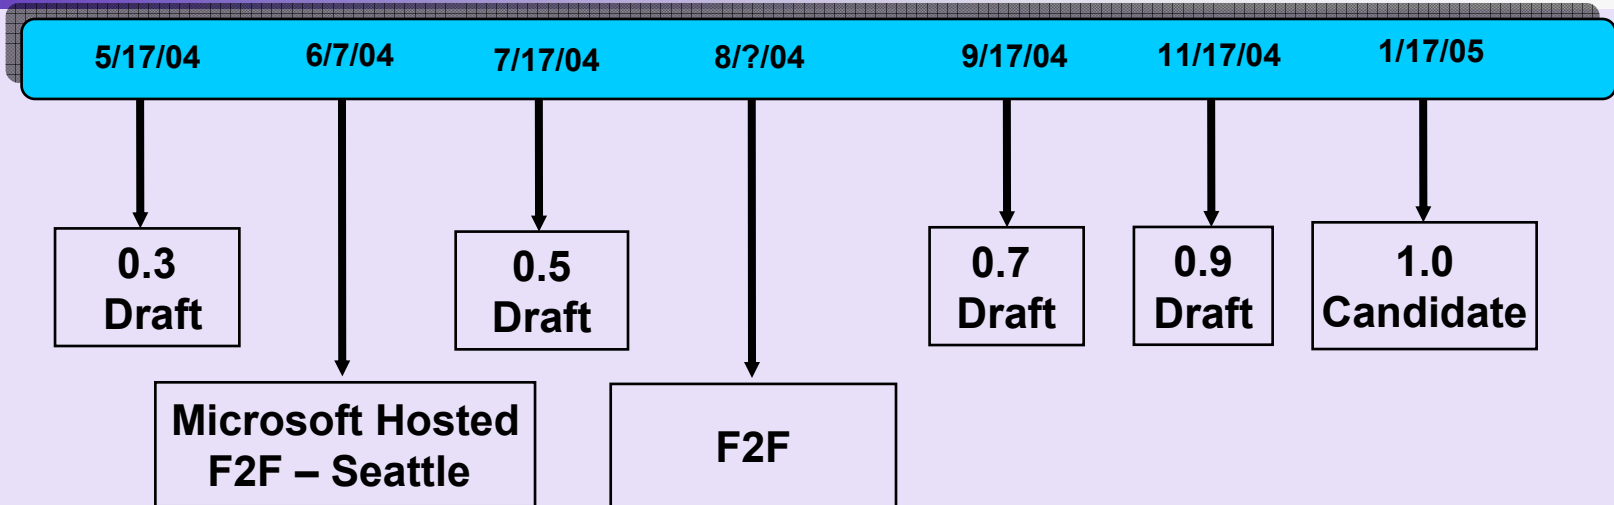 5/17/04 6/7/04 7/17/04 8/?/04 9/17/04 11/17/04 1/17/05
0.3
Draft
0.5
Draft
0.7
Draft
0.9
Draft
1.0
Candidate
Microsoft Hosted
F2F – Seattle
F2F